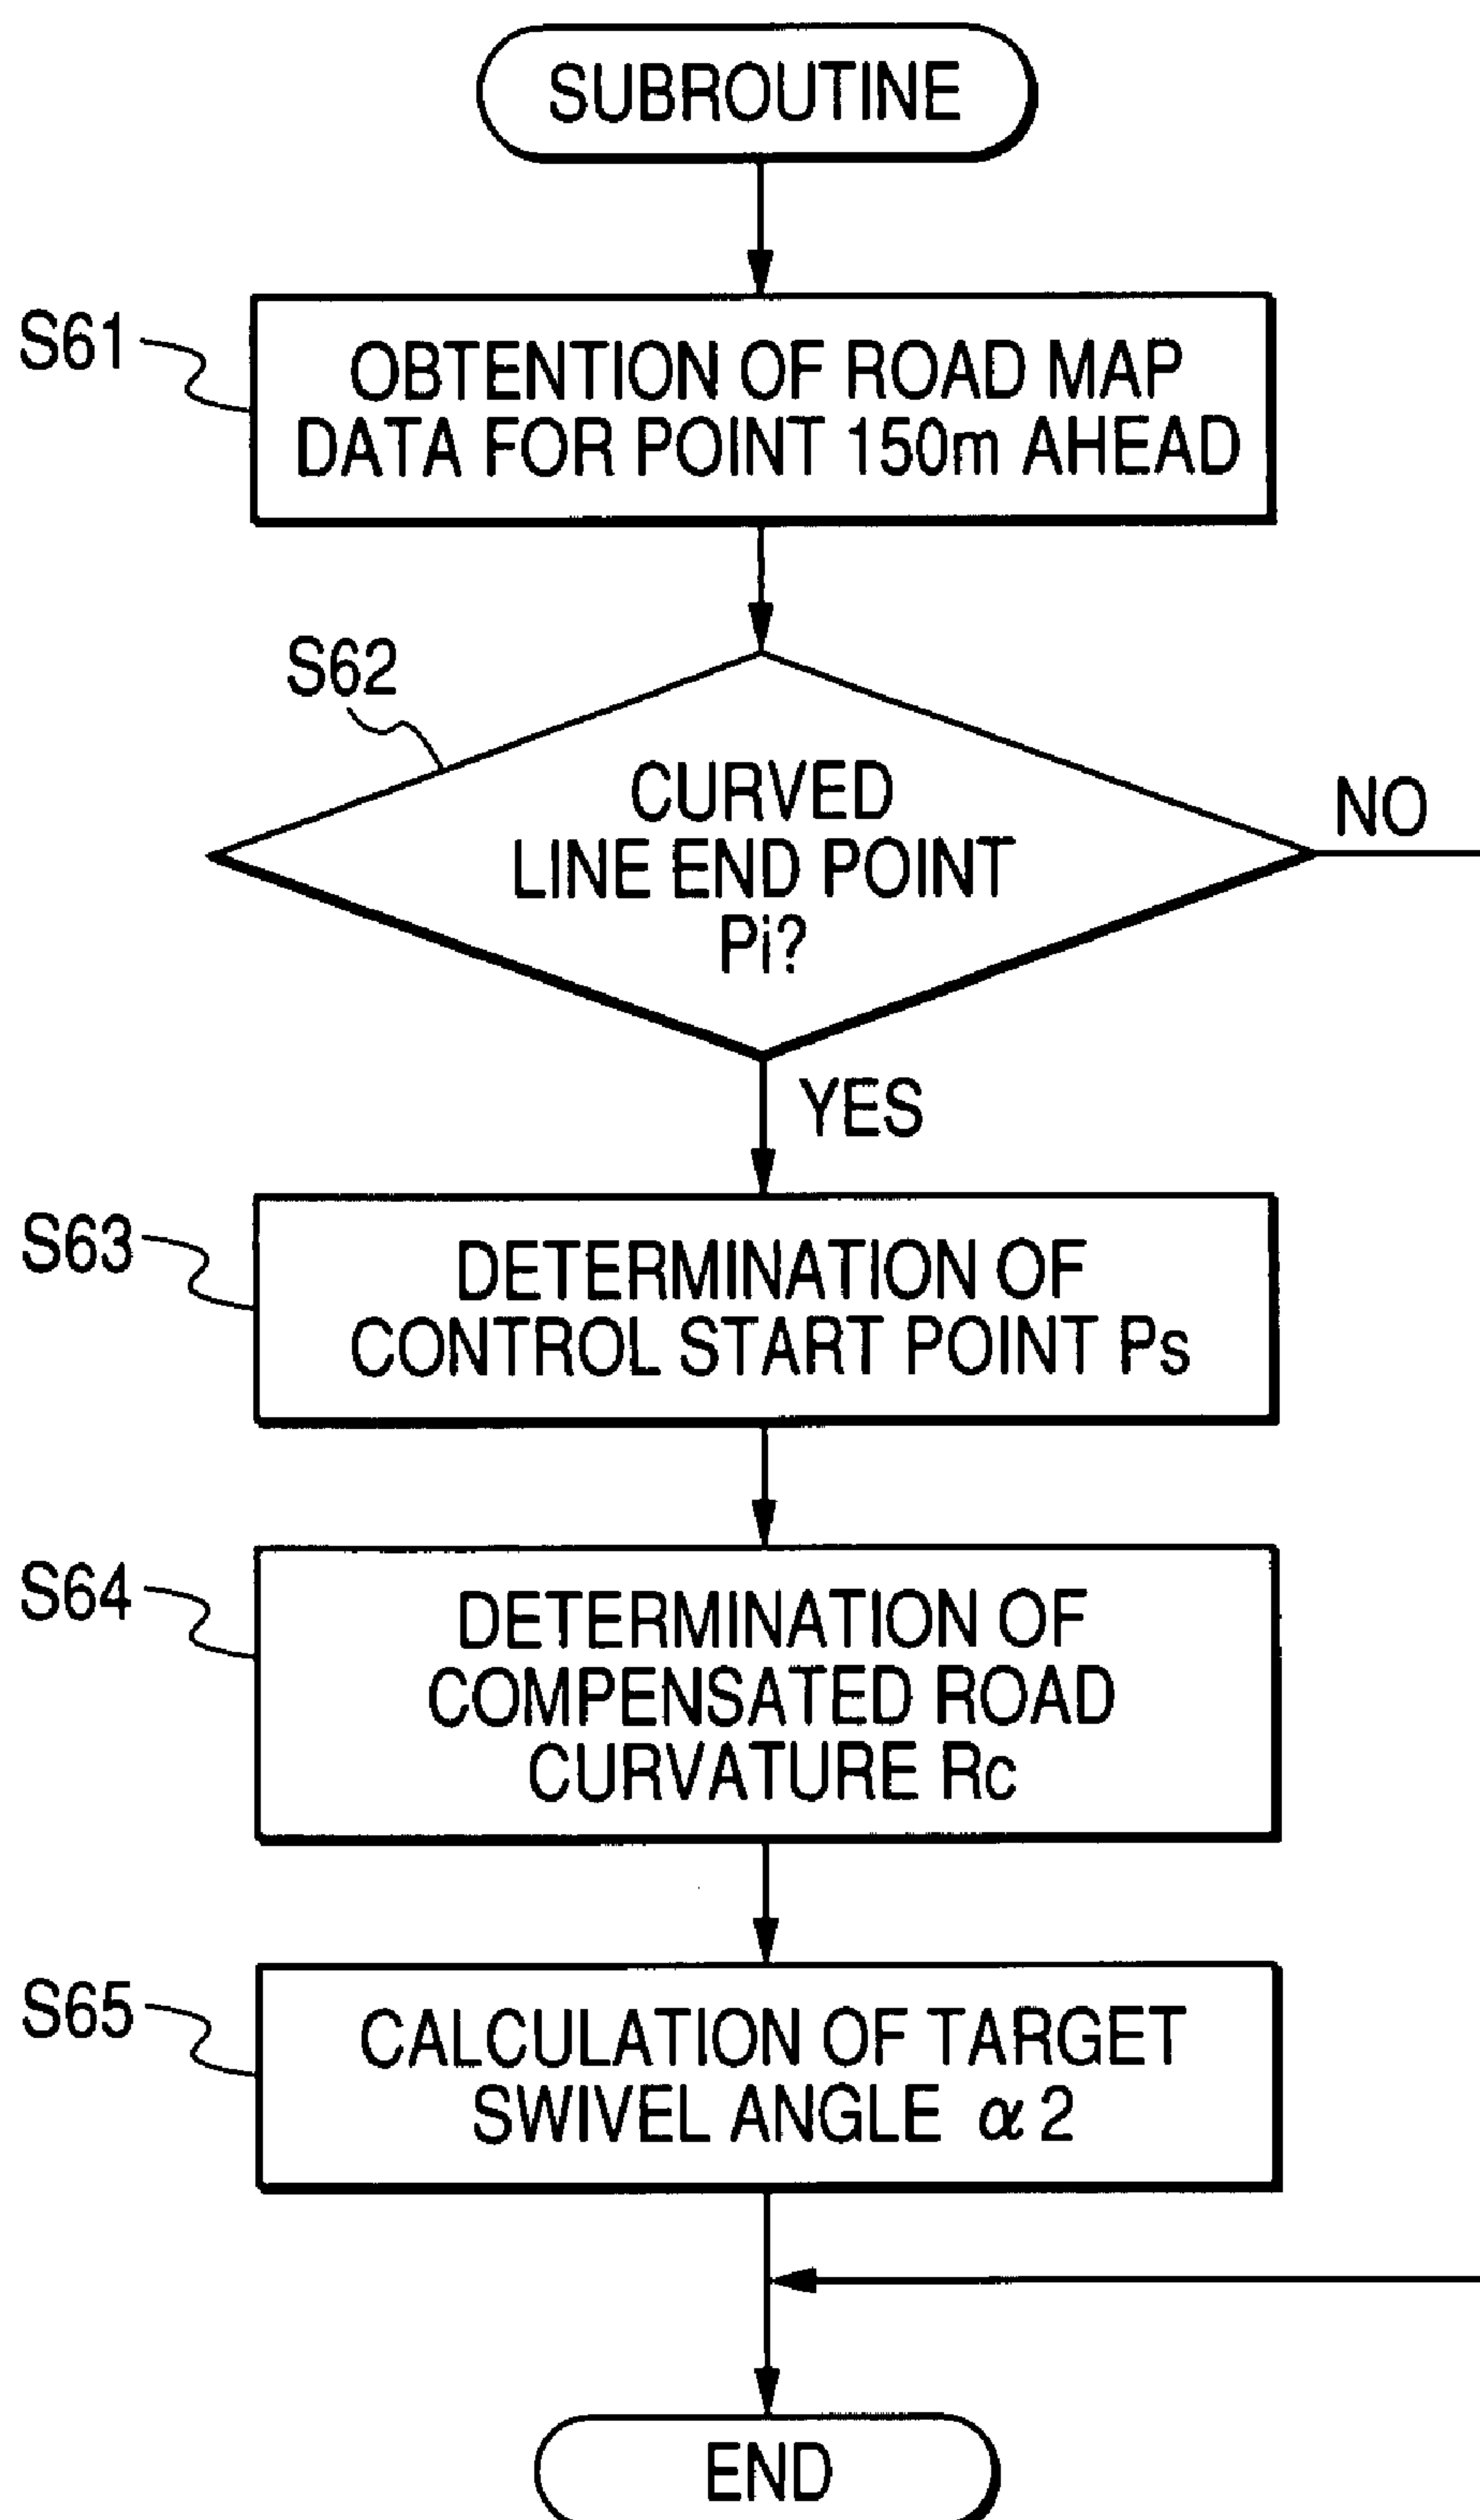 SUBROUTINE
S61
OBTENTION OF ROAD MAP
DATA FOR POINT 150m AHEAD
S62
CURVED
LINE END POINT
Pi?
NO
YES
S63
DETERMINATION OF
CONTROL START POINT Ps
S64
DETERMINATION OF
COMPENSATED ROAD
CURVATURE Rc
S65
CALCULATION OF TARGET
SWIVEL ANGLE α2
END